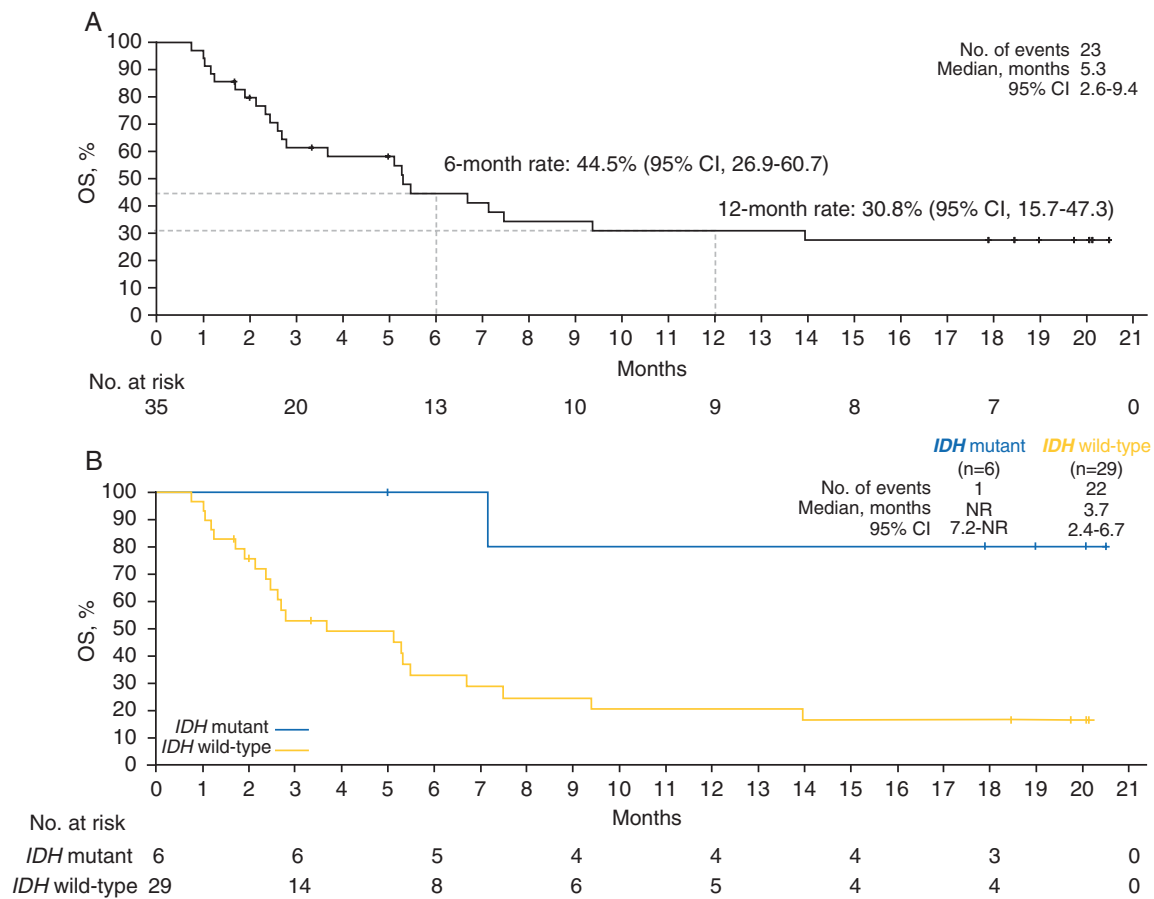 A
No. of events 23
Median, months 5.3
95% CI 2.6-9.4
OS, %
100
90
80
70
60
50
40
30
20
10
0
6-month rate: 44.5% (95% CI, 26.9-60.7)
12-month rate: 30.8% (95% CI, 15.7-47.3)
0 1 2 3 4 5 6 7 8 9 10 11 12 13 14 15 16 17 18 19 20 21
Months
No. at risk
35 20 13 10 9 8 7 0
B
IDH mutant IDH wild-type
(n=6) (n=29)
No. of events 1 22
Median, months NR 3.7
95% CI 7.2-NR 2.4-6.7
OS, %
100
90
80
70
60
50
40
30
20
10
0
IDH mutant
IDH wild-type
0 1 2 3 4 5 6 7 8 9 10 11 12 13 14 15 16 17 18 19 20 21
Months
No. at risk
IDH mutant 6 6 5 4 4 4 3 0
IDH wild-type 29 14 8 6 5 4 4 0